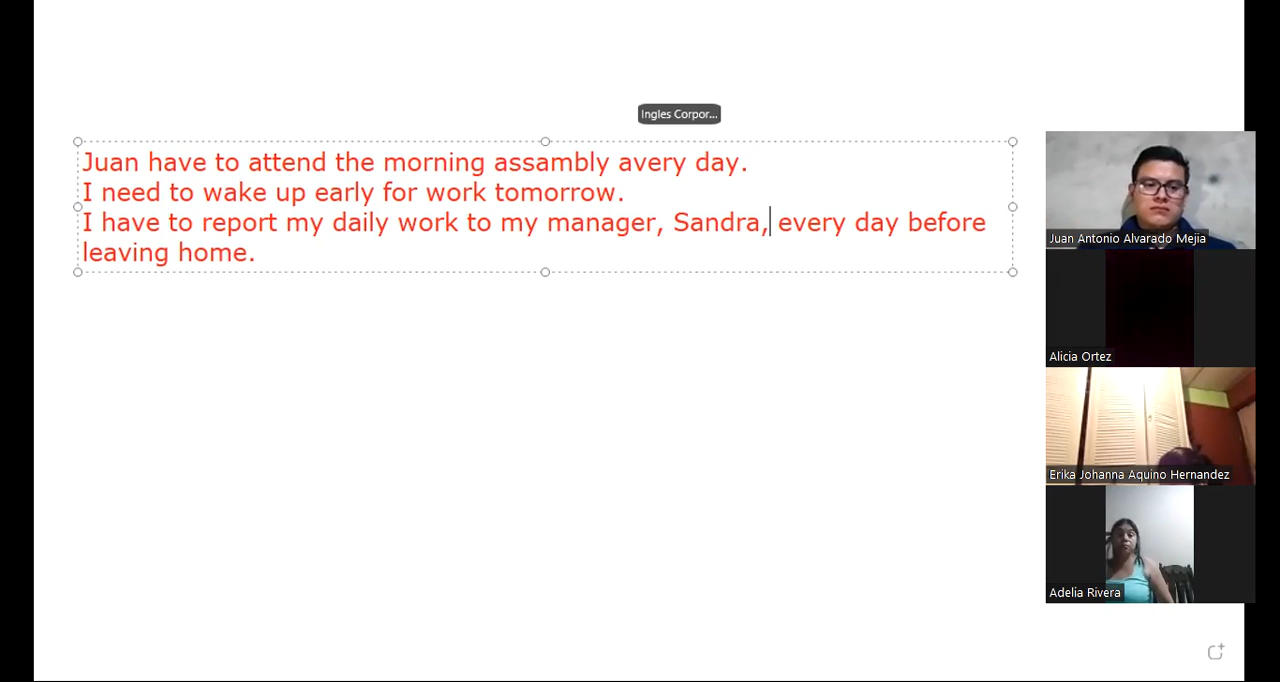 Ingles Corpor...
Juan have to attend the morning assambly avery day.
I need to wake up early for work tomorrow.
I have to report my daily work to my manager, Sandra, every day before
leaving home.
Juan Antonio Alvarado Mejia
Alicia Ortez
Erika Johanna Aquino Hernandez
Adelia Rivera